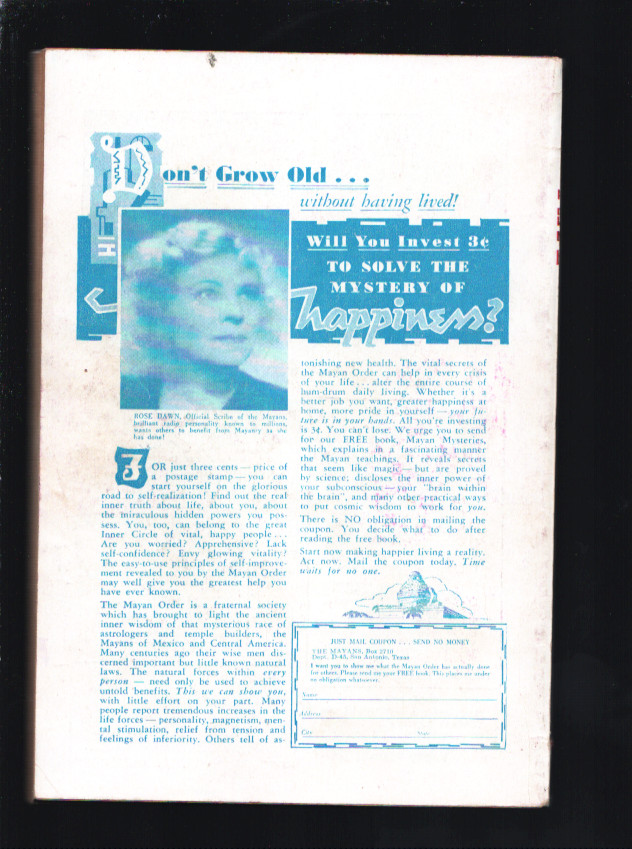 Don't Grow Old . . .
without having lived!
Will You Invest 3¢
TO SOLVE THE
MYSTERY OF
happiness?
ROSE DAWN, Official Scribe of the Mayans,
brilliant radio personality known to millions,
wants others to benefit from Mayanry as she
has done!
FOR just three cents — price of
a postage stamp — you can
start yourself on the glorious
road to self-realization! Find out the real
inner truth about life, about you, about
the miraculous hidden powers you pos-
sess. You, too, can belong to the great
Inner Circle of vital, happy people . . .
Are you worried? Apprehensive? Lack
self-confidence? Envy glowing vitality?
The easy-to-use principles of self-improve-
ment revealed to you by the Mayan Order
may well give you the greatest help you
have ever known.
The Mayan Order is a fraternal society
which has brought to light the ancient
inner wisdom of that mysterious race of
astrologers and temple builders, the
Mayans of Mexico and Central America.
Many centuries ago their wise men dis-
cerned important but little known natural
laws. The natural forces within every
person — need only be used to achieve
untold benefits. This we can show you,
with little effort on your part. Many
people report tremendous increases in the
life forces — personality, magnetism, men-
tal stimulation, relief from tension and
feelings of inferiority. Others tell of as-
tonishing new health. The vital secrets of
the Mayan Order can help in every crisis
of your life . . . alter the entire course of
hum-drum daily living. Whether it's a
better job you want, greater happiness at
home, more pride in yourself — your fu-
ture is in your hands. All you're investing
is 3¢. You can't lose. We urge you to send
for our FREE book, Mayan Mysteries,
which explains in a fascinating manner
the Mayan teachings. It reveals secrets
that seem like magic — but are proved
by science; discloses the inner power of
your subconscious — your "brain within
the brain", and many other practical ways
to put cosmic wisdom to work for you.
There is NO obligation in mailing the
coupon. You decide what to do after
reading the free book.
Start now making happier living a reality.
Act now. Mail the coupon today. Time
waits for no one.
JUST MAIL COUPON . . . SEND NO MONEY
THE MAYANS, Box 2710
Dept. D-45, San Antonio, Texas
I want you to show me what the Mayan Order has actually done
for others. Please send me your FREE book. This places me under
no obligation whatsoever.
Name
Address
City State